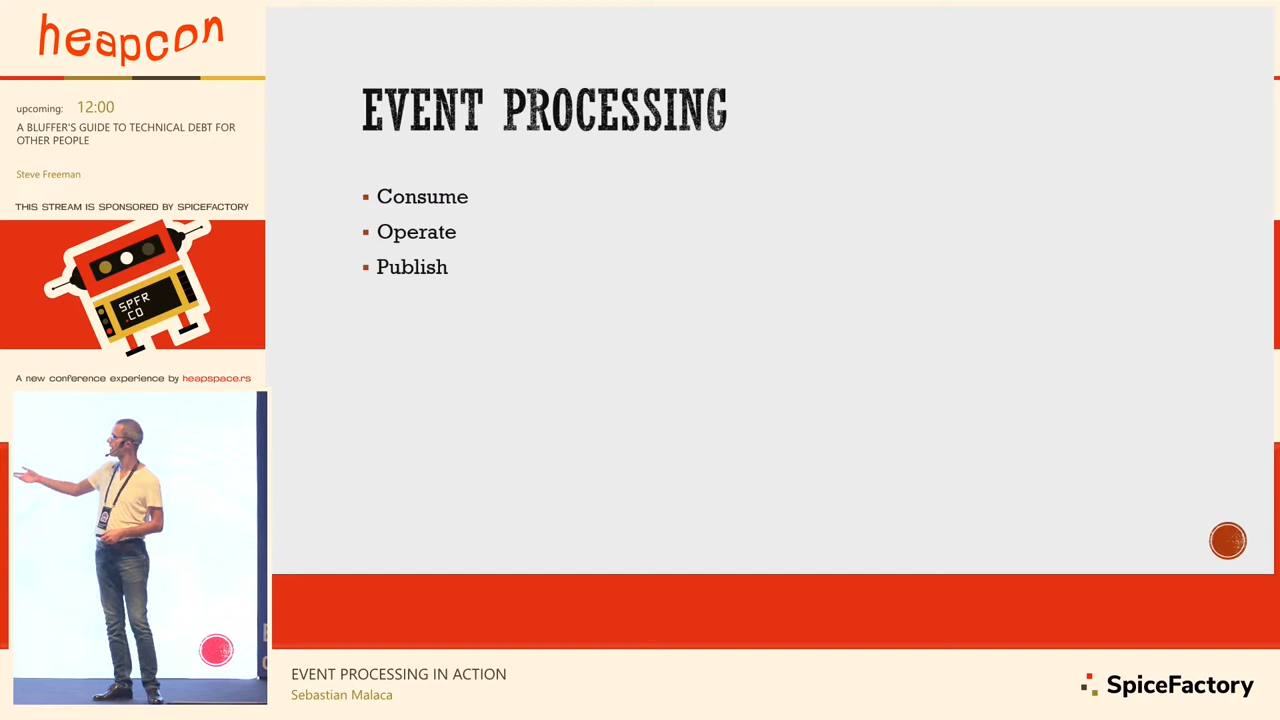 heapcon
upcoming: 12:00
A BLUFFER'S GUIDE TO TECHNICAL DEBT FOR
OTHER PEOPLE
Steve Freeman
THIS STREAM IS SPONSORED BY SPICEFACTORY
SPFR
.CO
A new conference experience by heapspace.rs
EVENT PROCESSING
Consume
Operate
Publish
EVENT PROCESSING IN ACTION
Sebastian Malaca
SpiceFactory